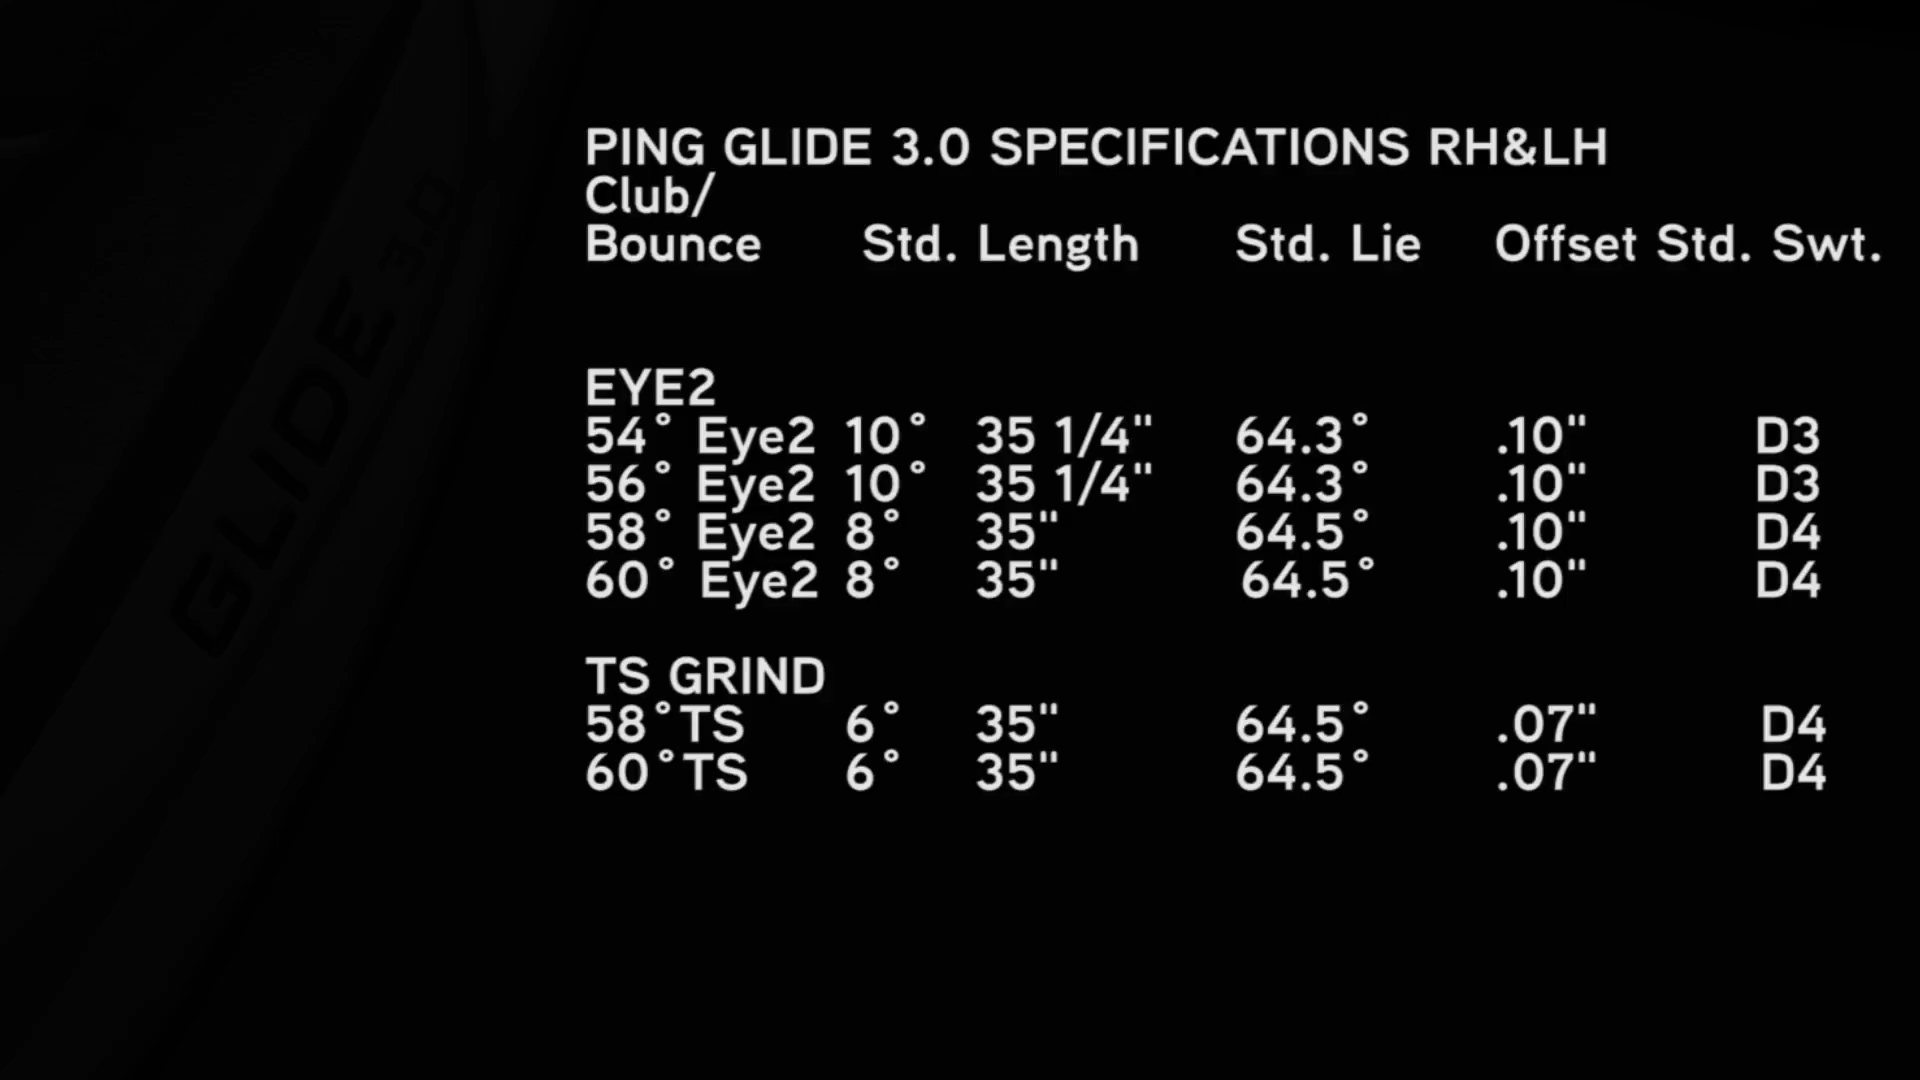 PING GLIDE 3.0 SPECIFICATIONS RH&LH
Club/
Bounce Std. Length Std. Lie Offset Std. Swt.
EYE2
54° Eye2 10° 35 1/4" 64.3° .10" D3
56° Eye2 10° 35 1/4" 64.3° .10" D3
58° Eye2 8° 35" 64.5° .10" D4
60° Eye2 8° 35" 64.5° .10" D4
TS GRIND
58°TS 6° 35" 64.5° .07" D4
60°TS 6° 35" 64.5° .07" D4
GLIDE 3.0